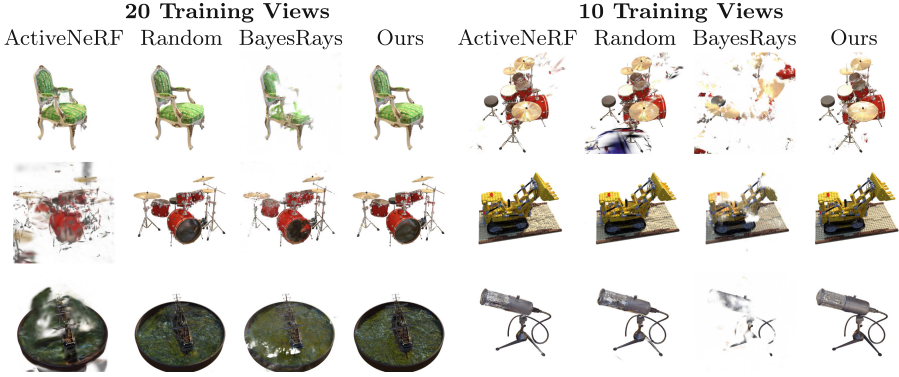 20 Training Views
10 Training Views
ActiveNeRF Random BayesRays Ours
ActiveNeRF Random BayesRays Ours